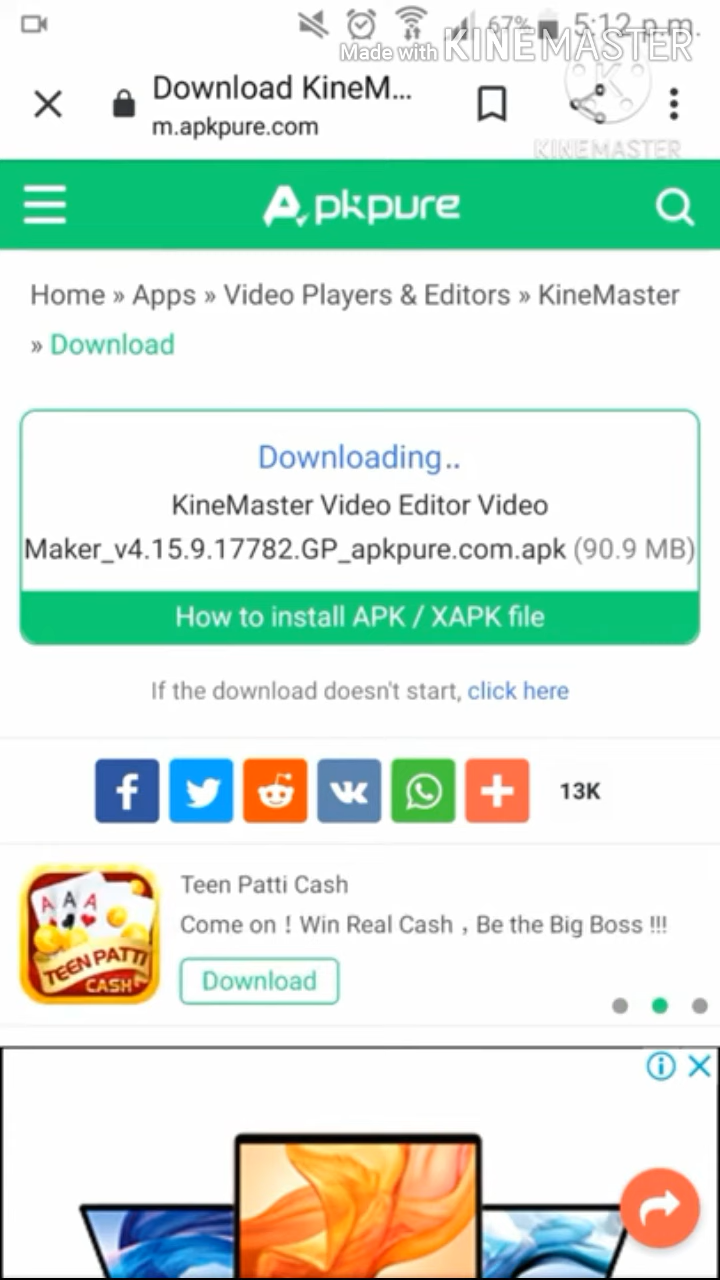 67% 5:12 p.m.
Made with KINEMASTER
Download KineM...
m.apkpure.com
K
KINEMASTER
Apkpure
Home » Apps » Video Players & Editors » KineMaster
» Download
Downloading..
KineMaster Video Editor Video
Maker_v4.15.9.17782.GP_apkpure.com.apk (90.9 MB)
How to install APK / XAPK file
If the download doesn't start, click here
13K
Teen Patti Cash
Come on ! Win Real Cash , Be the Big Boss !!!
Download
A A A
TEEN PATTI
CASH